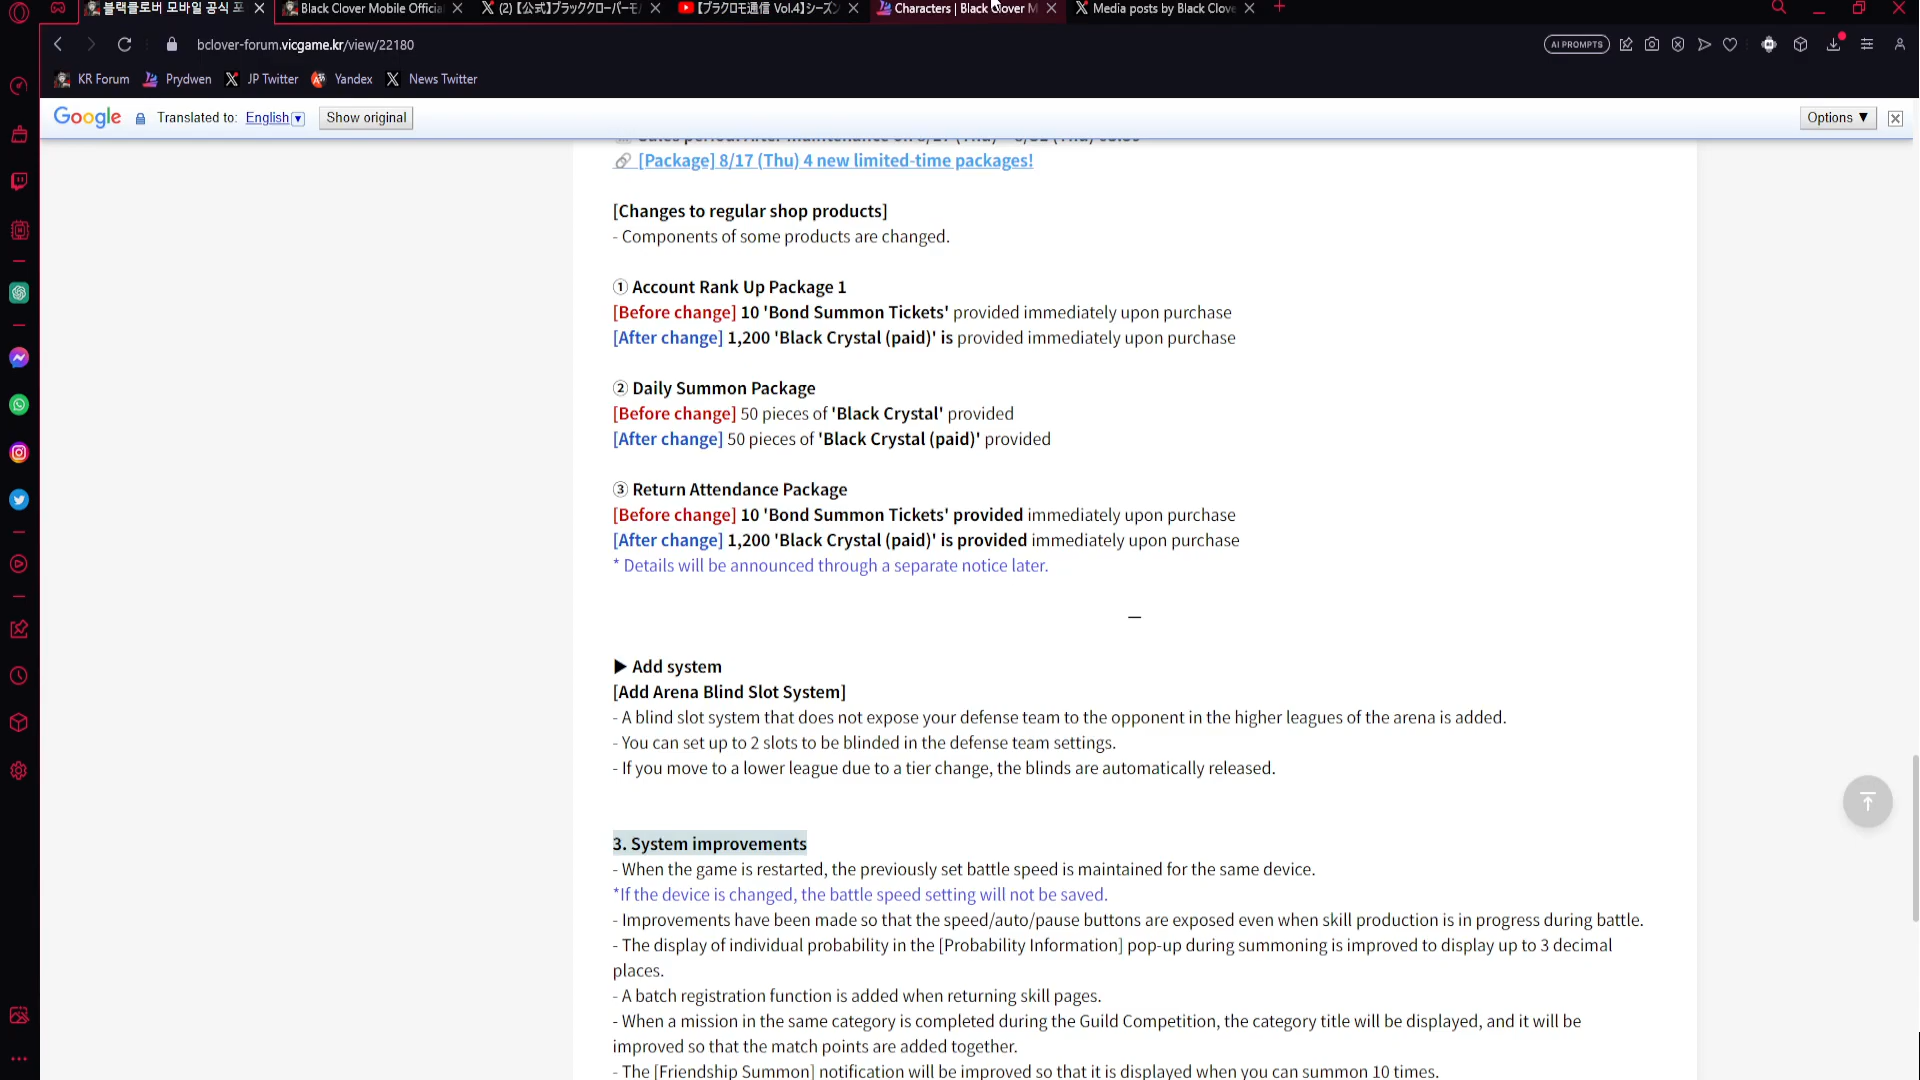 블랙클로버 모바일 공식 포
Black Clover Mobile Officia
(2) 【公式】ブラッククローバーモ
【ブラクロモ通信 Vol.4】シーズン
Characters | Black Clover M
Media posts by Black Clove
bclover-forum.vicgame.kr/view/22180
AI PROMPTS
KR Forum
Prydwen
JP Twitter
Yandex
News Twitter
Google
Translated to: English
Show original
Options ▼
[Package] 8/17 (Thu) 4 new limited-time packages!
[Changes to regular shop products]
- Components of some products are changed.
① Account Rank Up Package 1
[Before change] 10 'Bond Summon Tickets' provided immediately upon purchase
[After change] 1,200 'Black Crystal (paid)' is provided immediately upon purchase
② Daily Summon Package
[Before change] 50 pieces of 'Black Crystal' provided
[After change] 50 pieces of 'Black Crystal (paid)' provided
③ Return Attendance Package
[Before change] 10 'Bond Summon Tickets' provided immediately upon purchase
[After change] 1,200 'Black Crystal (paid)' is provided immediately upon purchase
* Details will be announced through a separate notice later.
—
▶ Add system
[Add Arena Blind Slot System]
- A blind slot system that does not expose your defense team to the opponent in the higher leagues of the arena is added.
- You can set up to 2 slots to be blinded in the defense team settings.
- If you move to a lower league due to a tier change, the blinds are automatically released.
3. System improvements
- When the game is restarted, the previously set battle speed is maintained for the same device.
*If the device is changed, the battle speed setting will not be saved.
- Improvements have been made so that the speed/auto/pause buttons are exposed even when skill production is in progress during battle.
- The display of individual probability in the [Probability Information] pop-up during summoning is improved to display up to 3 decimal
places.
- A batch registration function is added when returning skill pages.
- When a mission in the same category is completed during the Guild Competition, the category title will be displayed, and it will be
improved so that the match points are added together.
- The [Friendship Summon] notification will be improved so that it is displayed when you can summon 10 times.